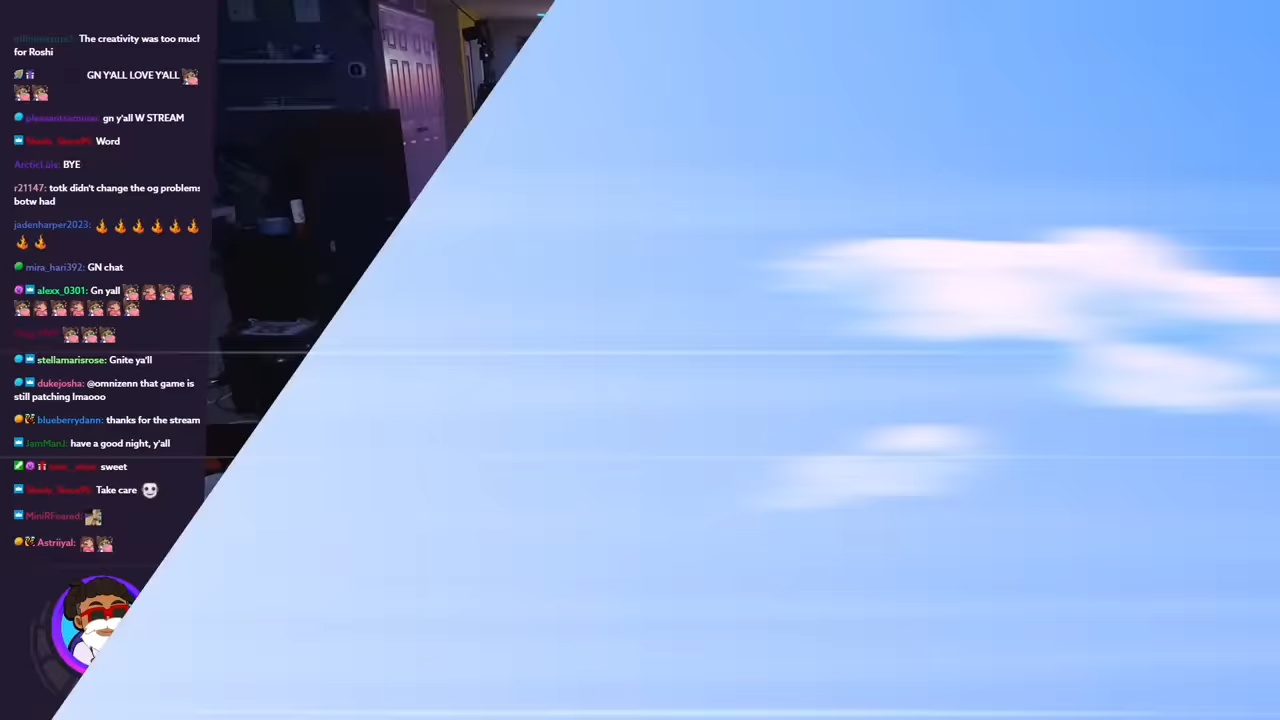 The creativity was too much
for Roshi
GN Y'ALL LOVE Y'ALL
gn y'all W STREAM
Word
ArcticLais: BYE
r21147: totk didn't change the og problems
botw had
jadenharper2023:
mira_hari392: GN chat
alexx_0301: Gn yall
stellamarisrose: Gnite ya'll
dukejosha: @omnizenn that game is
still patching lmaooo
blueberrydann: thanks for the stream
JamManJ: have a good night, y'all
sweet
Take care
MiniRFoared:
Astriiyal: